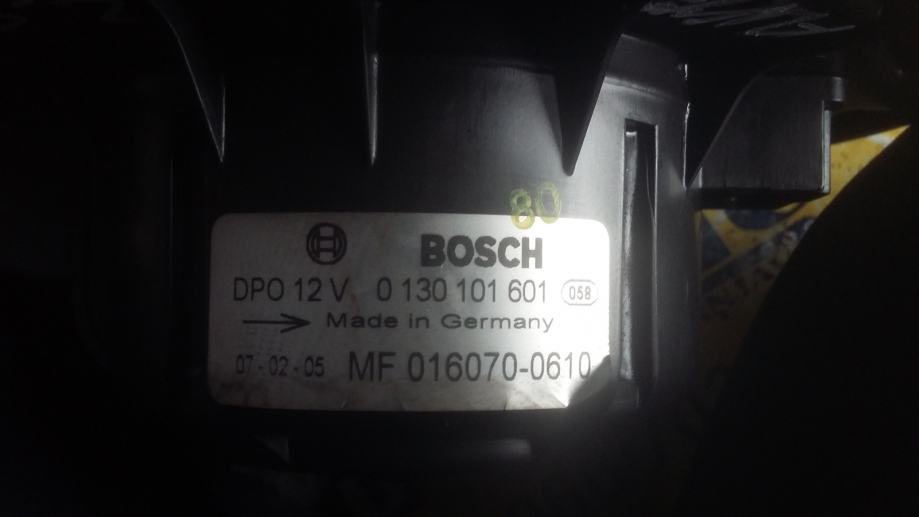 80
BOSCH
DPO 12 V 0 130 101 601 058
Made in Germany
07-02-05 MF 016070-0610